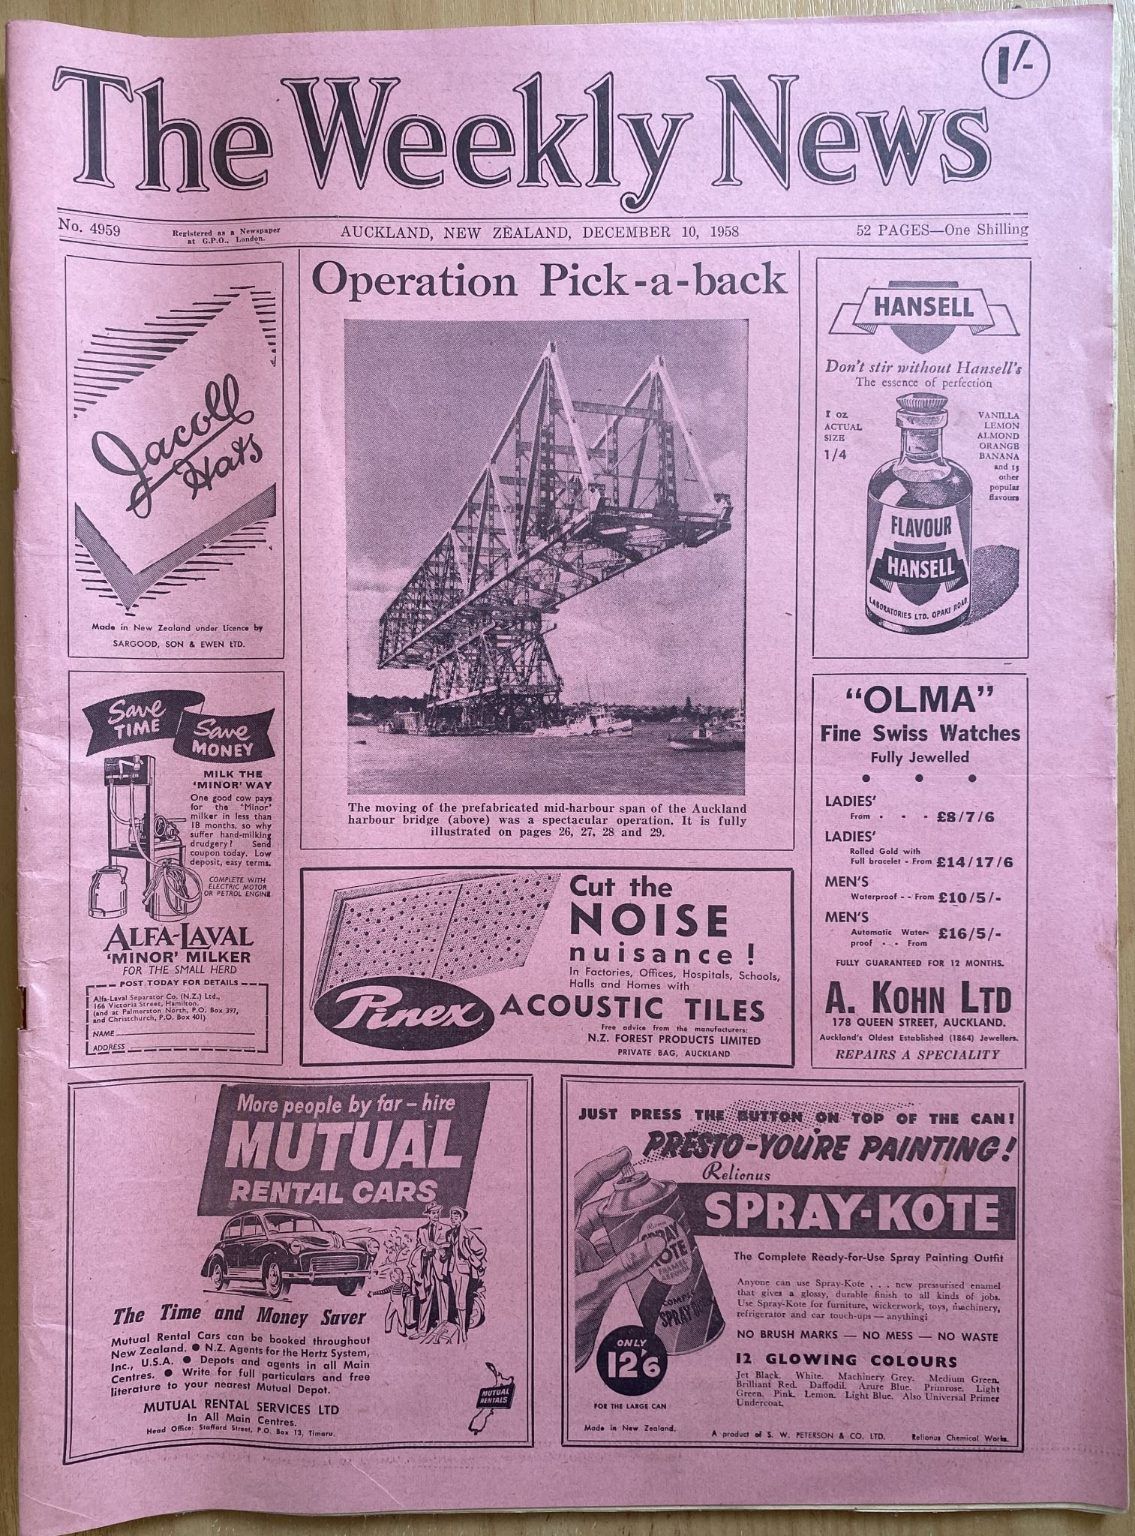 1/-
The Weekly News
No. 4959
Registered as a Newspaper
at G.P.O., London.
AUCKLAND, NEW ZEALAND, DECEMBER 10, 1958
52 PAGES—One Shilling
Jacoll
Hats
Made in New Zealand under Licence by
SARGOOD, SON & EWEN LTD.
Operation Pick-a-back
The moving of the prefabricated mid-harbour span of the Auckland
harbour bridge (above) was a spectacular operation. It is fully
illustrated on pages 26, 27, 28 and 29.
HANSELL
Don't stir without Hansell's
The essence of perfection
1 oz
ACTUAL
SIZE
1/4
VANILLA
LEMON
ALMOND
ORANGE
BANANA
and 15
other
popular
flavours
FLAVOUR
HANSELL
LABORATORIES LTD. OPAKI ROAD
Save
TIME
Save
MONEY
MILK THE
'MINOR' WAY
One good cow pays
for the 'Minor'
milker in less than
18 months, so why
suffer hand-milking
drudgery? Send
coupon today. Low
deposit, easy terms.
COMPLETE WITH
ELECTRIC MOTOR
OR PETROL ENGINE
ALFA-LAVAL
'MINOR' MILKER
FOR THE SMALL HERD
POST TODAY FOR DETAILS
Alfa-Laval Separator Co. (N.Z.) Ltd.,
166 Victoria Street, Hamilton.
(and at Palmerston North, P.O. Box 397,
and Christchurch, P.O. Box 401)
NAME
ADDRESS
Cut the
NOISE
nuisance!
In Factories, Offices, Hospitals, Schools,
Halls and Homes with
Pinex
ACOUSTIC TILES
Free advice from the manufacturers:
N.Z. FOREST PRODUCTS LIMITED
PRIVATE BAG, AUCKLAND
"OLMA"
Fine Swiss Watches
Fully Jewelled
• • •
LADIES'
From - - - £8/7/6
LADIES'
Rolled Gold with
Full bracelet - From £14/17/6
MEN'S
Waterproof - - From £10/5/-
MEN'S
Automatic Water-
proof - - From £16/5/-
FULLY GUARANTEED FOR 12 MONTHS.
A. KOHN LTD
178 QUEEN STREET, AUCKLAND.
Auckland's Oldest Established (1864) Jewellers.
REPAIRS A SPECIALITY
More people by far – hire
MUTUAL
RENTAL CARS
The Time and Money Saver
Mutual Rental Cars can be booked throughout
New Zealand. ● N.Z. Agents for the Hertz System,
Inc., U.S.A. ● Depots and agents in all Main
Centres. ● Write for full particulars and free
literature to your nearest Mutual Depot.
MUTUAL RENTAL SERVICES LTD
In All Main Centres.
Head Office: Stafford Street, P.O. Box 13, Timaru.
MUTUAL
RENTALS
JUST PRESS THE BUTTON ON TOP OF THE CAN!
PRESTO-YOU'RE PAINTING!
Relionus
SPRAY-KOTE
SPRAY
KOTE
The Complete Ready-for-Use Spray Painting Outfit
Anyone can use Spray-Kote . . . new pressurised enamel
that gives a glossy, durable finish to all kinds of jobs.
Use Spray-Kote for furniture, wickerwork, toys, machinery,
refrigerator and car touch-ups — anything!
NO BRUSH MARKS — NO MESS — NO WASTE
ONLY
12'6
FOR THE LARGE CAN
12 GLOWING COLOURS
Jet Black. White. Machinery Grey. Medium Green.
Brilliant Red. Daffodil. Azure Blue. Primrose. Light
Green. Pink. Lemon. Light Blue. Also Universal Primer
Undercoat.
Made in New Zealand.
A product of S. W. PETERSON & CO. LTD.
Relionus Chemical Works.